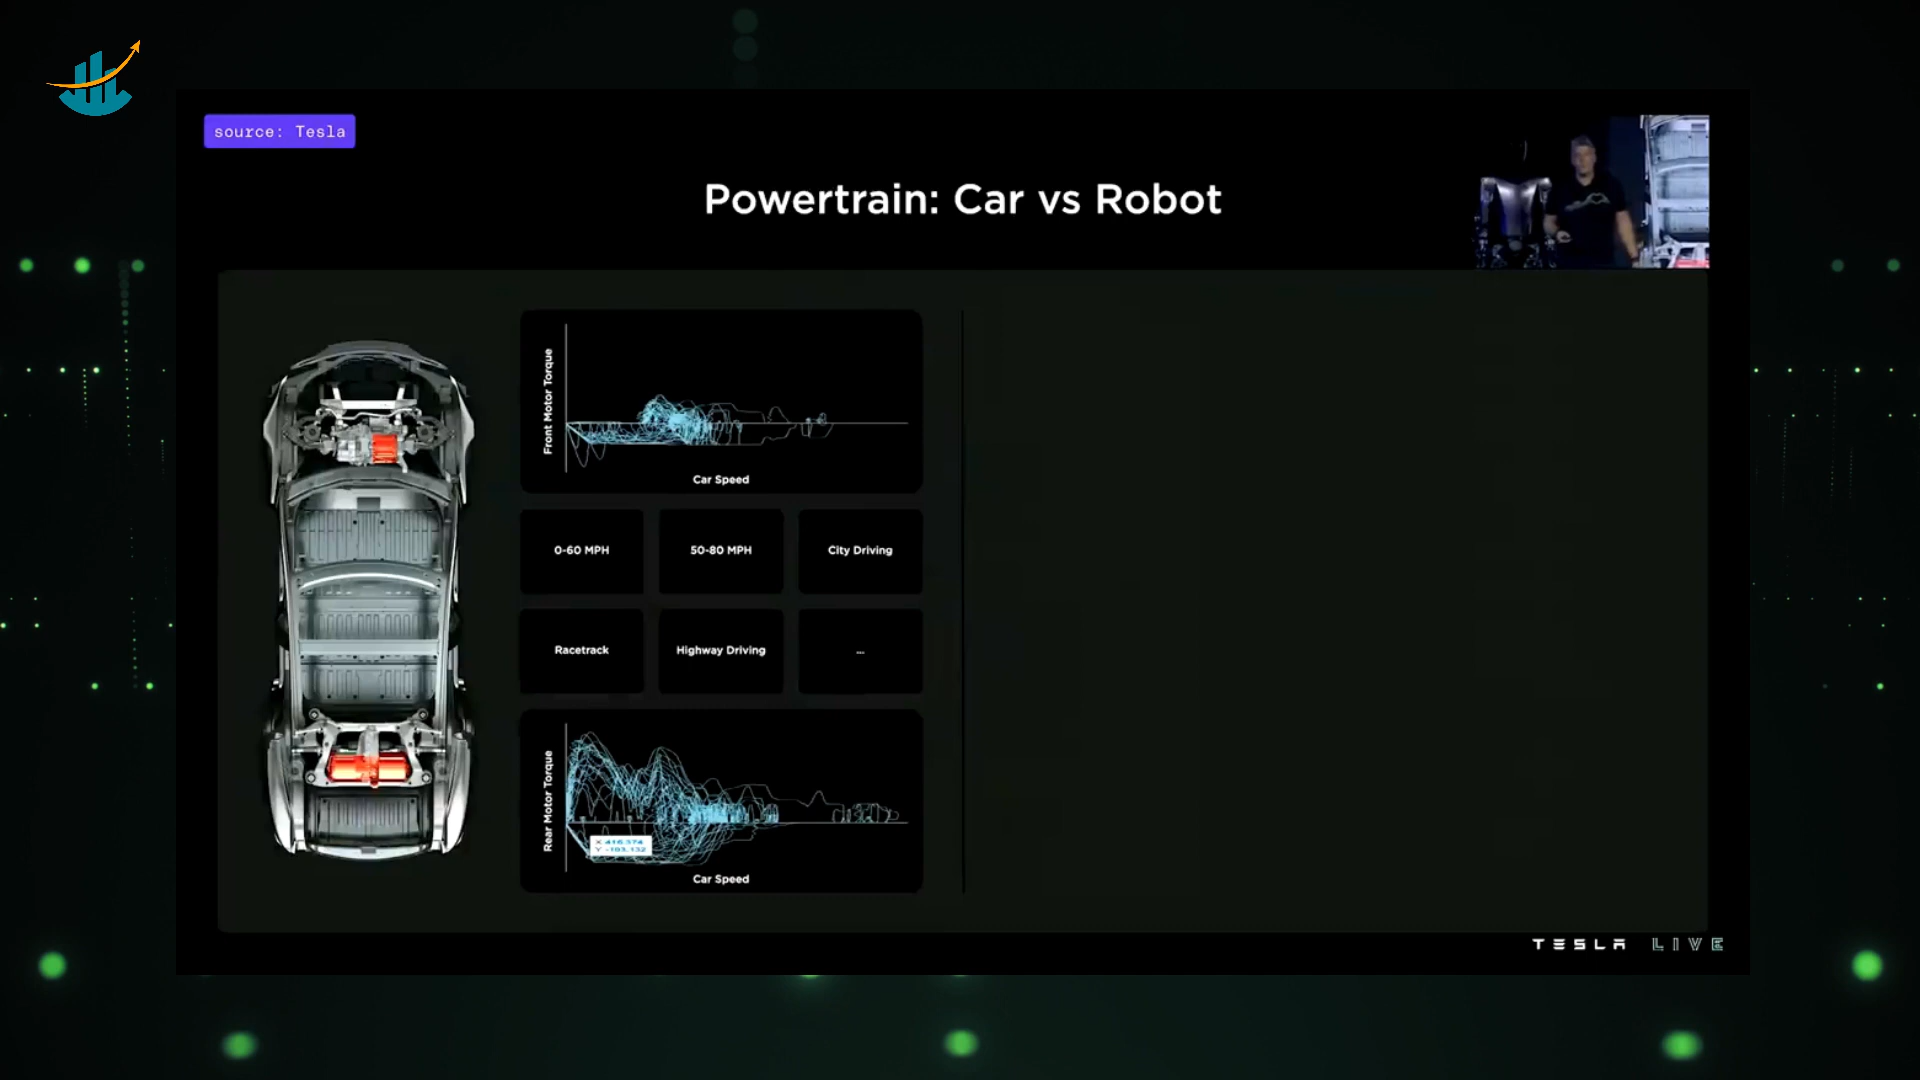 source: Tesla
Powertrain: Car vs Robot
Front Motor Torque
Car Speed
0-60 MPH
50-80 MPH
City Driving
Racetrack
Highway Driving
...
Rear Motor Torque
Car Speed
TESLA LIVE